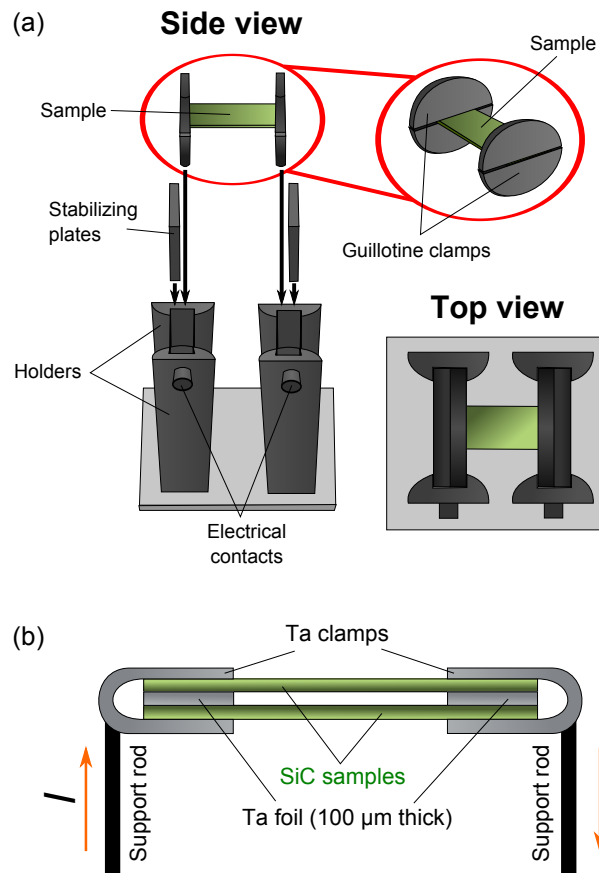 (a)
Side view
Sample
Sample
Stabilizing
plates
Guillotine clamps
Top view
Holders
Electrical
contacts
(b)
Ta clamps
SiC samples
Ta foil (100 µm thick)
I
Support rod
Support rod